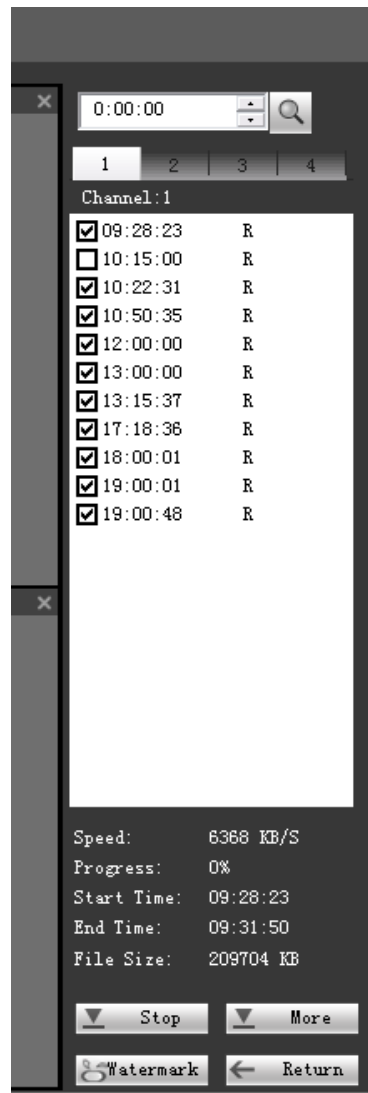 0:00:00
1 2 3 4
Channel:1
09:28:23 R
10:15:00 R
10:22:31 R
10:50:35 R
12:00:00 R
13:00:00 R
13:15:37 R
17:18:36 R
18:00:01 R
19:00:01 R
19:00:48 R
Speed: 6368 KB/S
Progress: 0%
Start Time: 09:28:23
End Time: 09:31:50
File Size: 209704 KB
Stop More
Watermark Return